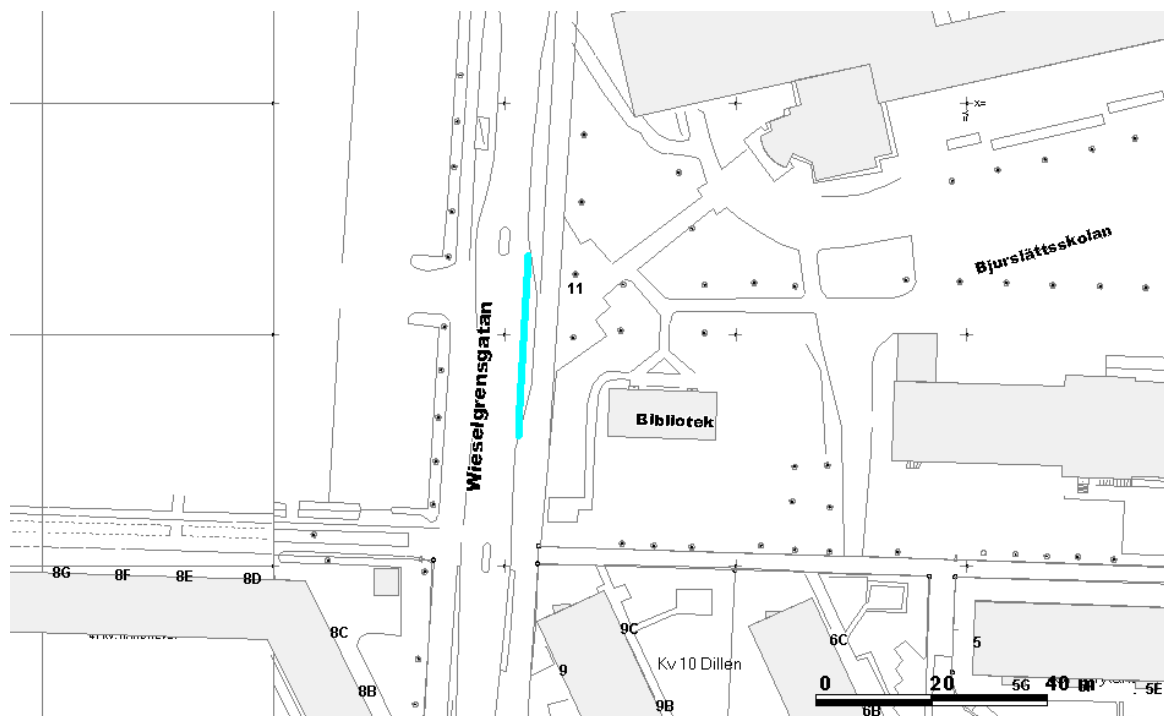 X=
Bjurslättsskolan
11
Wieselgrensgatan
Bibliotek
8G
8F
8E
8D
8C
9C
6C
5
9
Kv 10 Dillen
8B
9B
6B
5G
5E
0
20
40 m